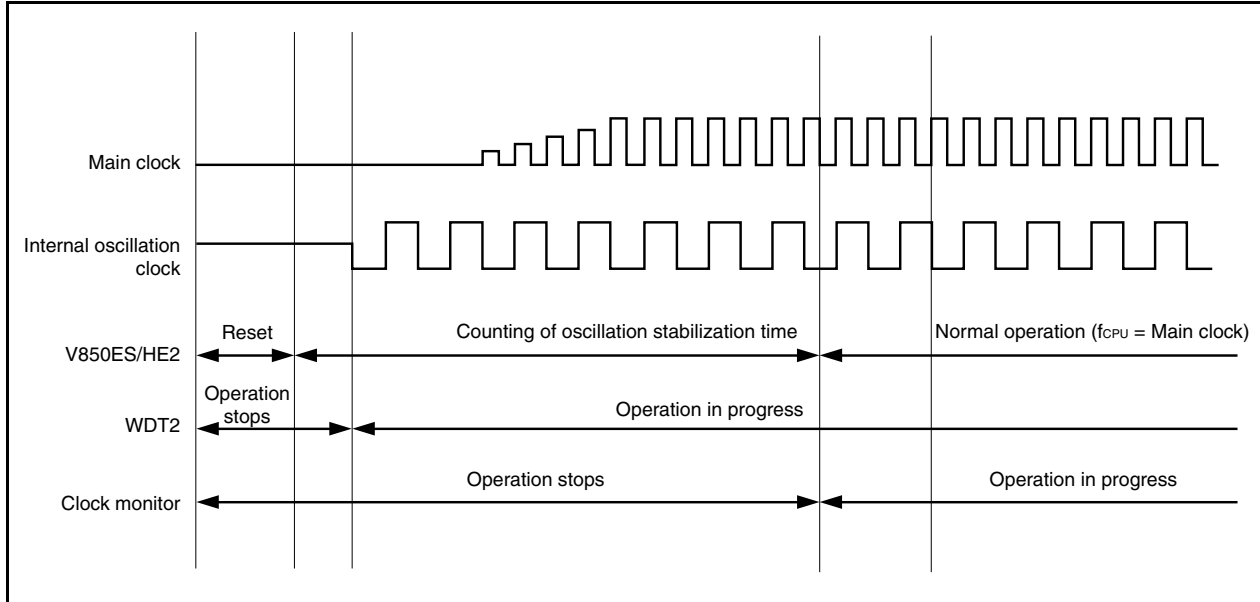 Main clock
Internal oscillation
clock
Reset
Counting of oscillation stabilization time
Normal operation (fCPU = Main clock)
V850ES/HE2
Operation
stops
Operation in progress
WDT2
Operation stops
Operation in progress
Clock monitor